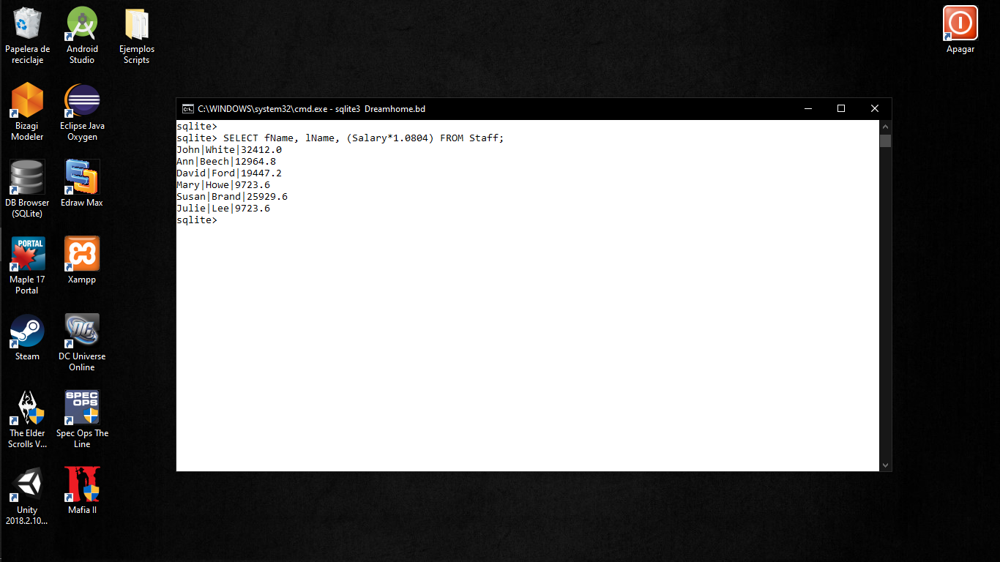 Papelera de
reciclaje
Android
Studio
Ejemplos
Scripts
Apagar
Bizagi
Modeler
Eclipse Java
Oxygen
DB Browser
(SQLite)
Edraw Max
PORTAL
Maple 17
Portal
Xampp
Steam
DC
DC Universe
Online
The Elder
Scrolls V...
SPEC
OPS
Spec Ops The
Line
Unity
2018.2.10...
Mafia II
C:\WINDOWS\system32\cmd.exe - sqlite3  Dreamhome.bd
sqlite>
sqlite> SELECT fName, lName, (Salary*1.0804) FROM Staff;
John|White|32412.0
Ann|Beech|12964.8
David|Ford|19447.2
Mary|Howe|9723.6
Susan|Brand|25929.6
Julie|Lee|9723.6
sqlite>